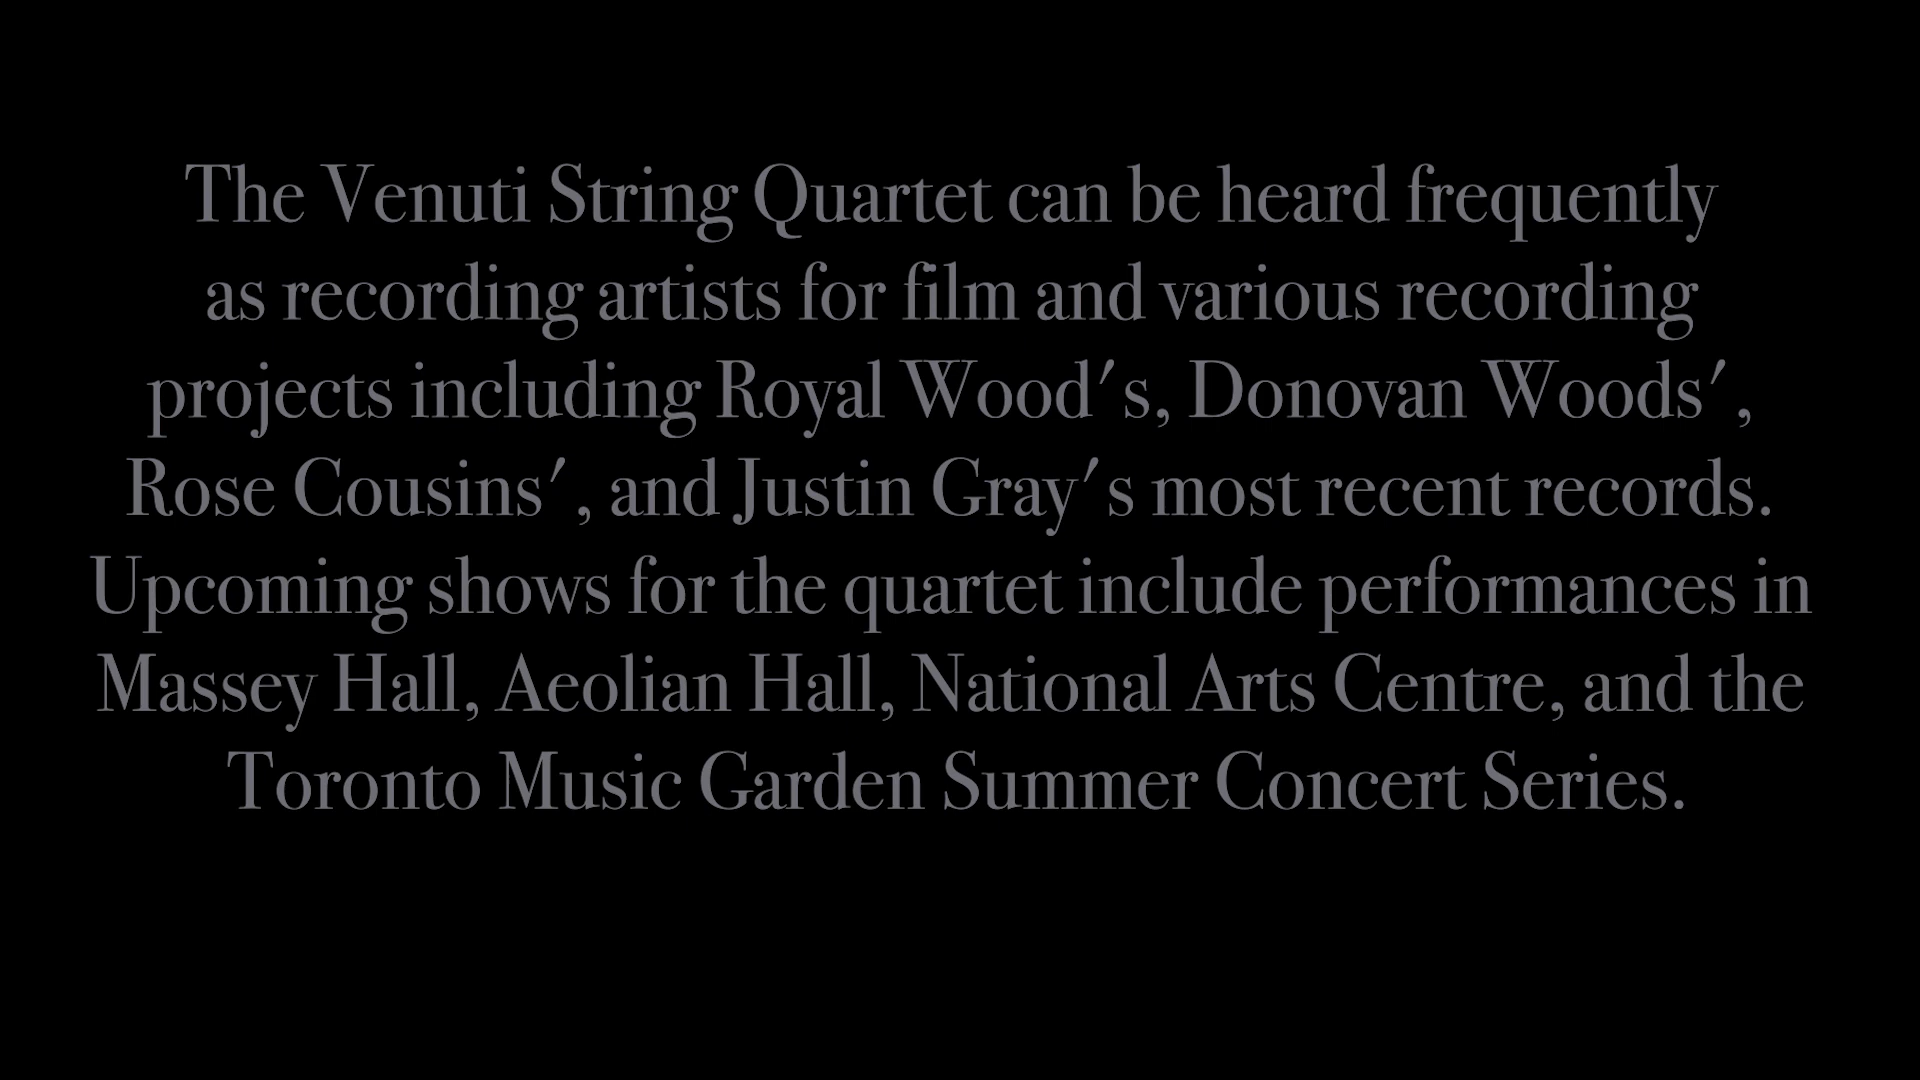 The Venuti String Quartet can be heard frequently
as recording artists for film and various recording
projects including Royal Wood's, Donovan Woods',
Rose Cousins', and Justin Gray's most recent records.
Upcoming shows for the quartet include performances in
Massey Hall, Aeolian Hall, National Arts Centre, and the
Toronto Music Garden Summer Concert Series.